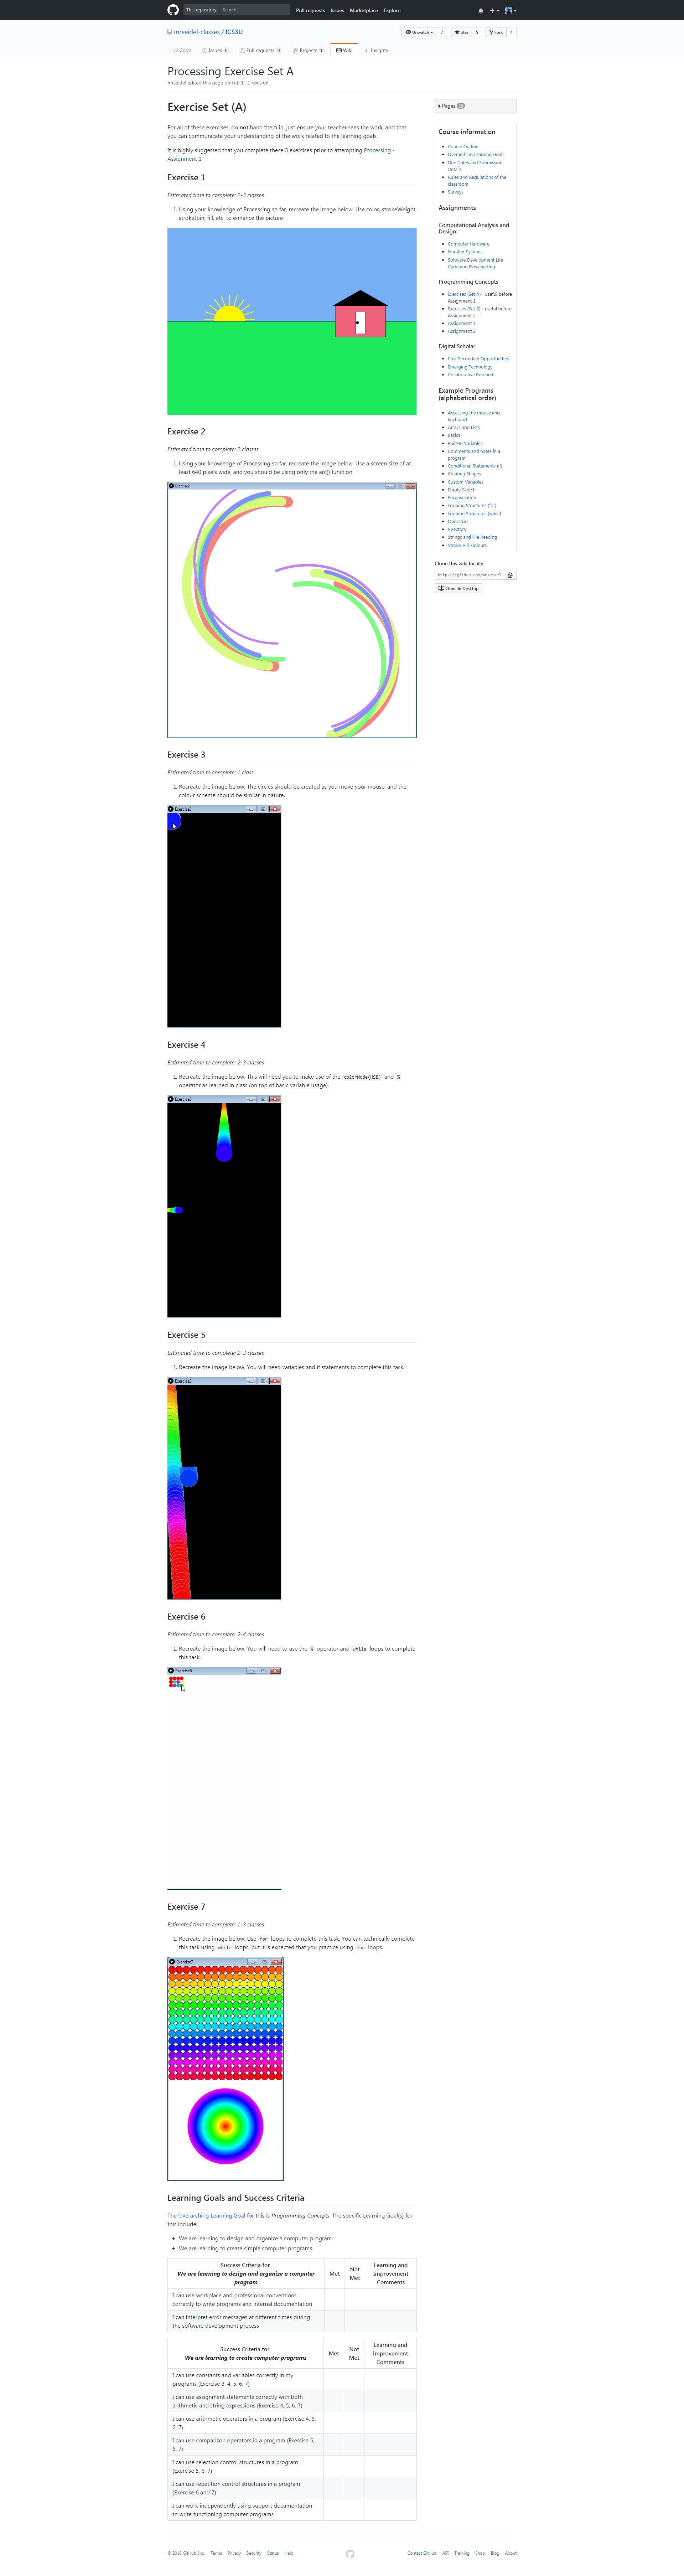 This repository Search Pull requests Issues Marketplace Explore
mrseidel-classes / ICS3U
Unwatch 7 Star 5 Fork 4
Code Issues 0 Pull requests 0 Projects 1 Wiki Insights
Processing Exercise Set A
mrseidel edited this page on Feb 1 · 1 revision
Exercise Set (A)
For all of these exercises, do not hand them in, just ensure your teacher sees the work, and that
you can communicate your understanding of the work related to the learning goals.
It is highly suggested that you complete these 5 exercises prior to attempting Processing -
Assignment 1
Exercise 1
Estimated time to complete: 2-3 classes
1. Using your knowledge of Processing so far, recreate the image below. Use color, strokeWeight,
strokeJoin, fill, etc. to enhance the picture
Exercise 2
Estimated time to complete: 2 classes
1. Using your knowledge of Processing so far, recreate the image below. Use a screen size of at
least 640 pixels wide, and you should be using only the arc() function
Exercise 3
Estimated time to complete: 1 class
1. Recreate the image below. The circles should be created as you move your mouse, and the
colour scheme should be similar in nature.
Exercise3
Exercise 4
Estimated time to complete: 2-3 classes
1. Recreate the image below. This will need you to make use of the colorMode(HSB) and %
operator as learned in class (on top of basic variable usage).
Exercise3
Exercise 5
Estimated time to complete: 2-3 classes
1. Recreate the image below. You will need variables and if statements to complete this task.
Exercise3
Exercise 6
Estimated time to complete: 2-4 classes
1. Recreate the image below. You will need to use the % operator and while loops to complete
this task.
Exercise6
Exercise 7
Estimated time to complete: 1-3 classes
1. Recreate the image below. Use for loops to complete this task. You can technically complete
this task using while loops, but it is expected that you practice using for loops.
Exercise7
Learning Goals and Success Criteria
The Overarching Learning Goal for this is Programming Concepts. The specific Learning Goal(s) for
this include:
We are learning to design and organize a computer program.
We are learning to create simple computer programs.
Success Criteria for
We are learning to design and organize a computer
program
Met
Not
Met
Learning and
Improvement
Comments
I can use workplace and professional conventions
correctly to write programs and internal documentation
I can interpret error messages at different times during
the software development process
Success Criteria for
We are learning to create computer programs
Met
Not
Met
Learning and
Improvement
Comments
I can use constants and variables correctly in my
programs (Exercise 3, 4, 5, 6, 7)
I can use assignment statements correctly with both
arithmetic and string expressions (Exercise 4, 5, 6, 7)
I can use arithmetic operators in a program (Exercise 4, 5,
6, 7)
I can use comparison operators in a program (Exercise 5,
6, 7)
I can use selection control structures in a program
(Exercise 5, 6, 7)
I can use repetition control structures in a program
(Exercise 6 and 7)
I can work independently using support documentation
to write functioning computer programs
Pages
Course information
Course Outline
Overarching Learning Goals
Due Dates and Submission
Details
Rules and Regulations of the
classroom
Surveys
Assignments
Computational Analysis and
Design:
Computer Hardware
Number Systems
Software Development Life
Cycle and Flowcharting
Programming Concepts
Exercises (Set A) - useful before
Assignment 1
Exercises (Set B) - useful before
Assignment 2
Assignment 1
Assignment 2
Digital Scholar
Post Secondary Opportunities
Emerging Technology
Collaborative Research
Example Programs
(alphabetical order)
Accessing the mouse and
keyboard
Arrays and Lists
Basics
Built-In Variables
Comments and notes in a
program
Conditional Statements (if)
Creating Shapes
Custom Variables
Empty Sketch
Encapsulation
Looping Structures (for)
Looping Structures (while)
Operators
PVectors
Strings and File Reading
Stroke, Fill, Colours
Clone this wiki locally
Clone in Desktop
© 2018 GitHub, Inc. Terms Privacy Security Status Help
Contact GitHub API Training Shop Blog About